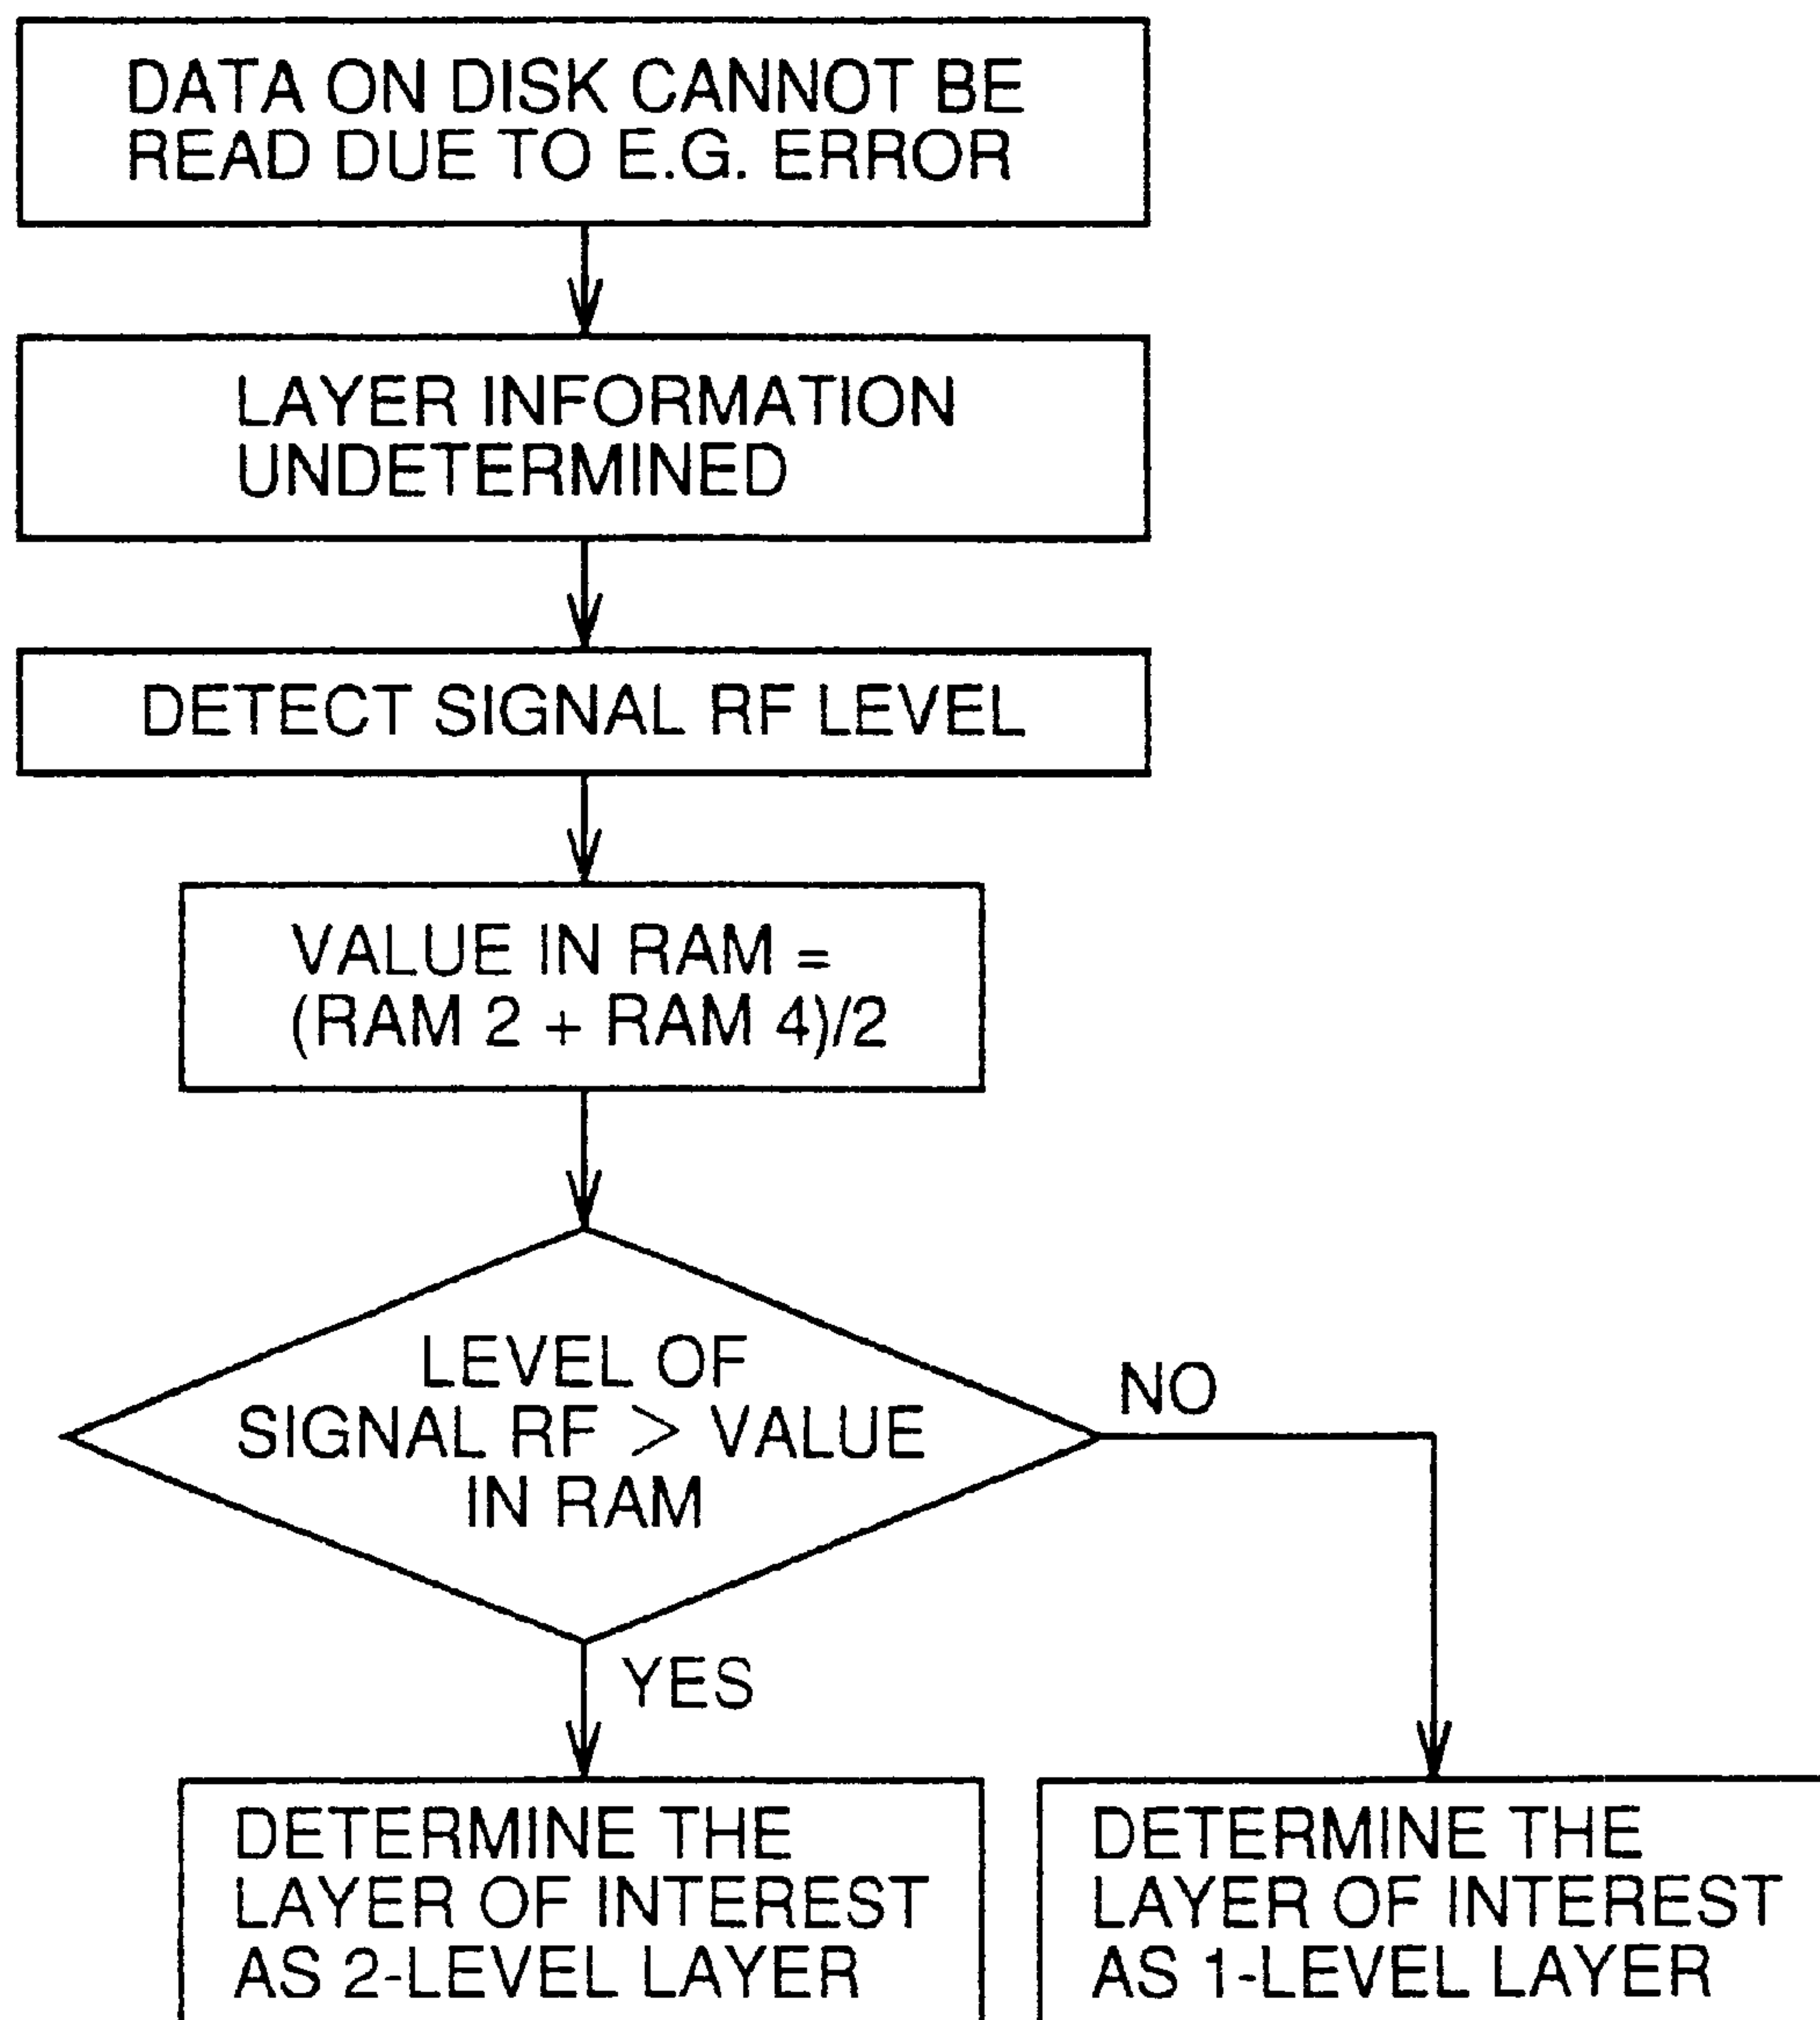 DATA ON DISK CANNOT BE
READ DUE TO E.G. ERROR
LAYER INFORMATION
UNDETERMINED
DETECT SIGNAL RF LEVEL
VALUE IN RAM =
(RAM 2 + RAM 4)/2
LEVEL OF
SIGNAL RF > VALUE
IN RAM
NO
YES
DETERMINE THE
LAYER OF INTEREST
AS 2-LEVEL LAYER
DETERMINE THE
LAYER OF INTEREST
AS 1-LEVEL LAYER